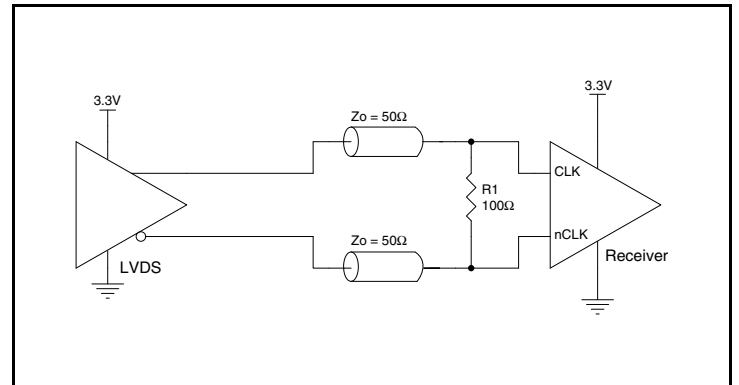 3.3V
3.3V
Zo = 50Ω
CLK
R1
100Ω
nCLK
Zo = 50Ω
Receiver
LVDS